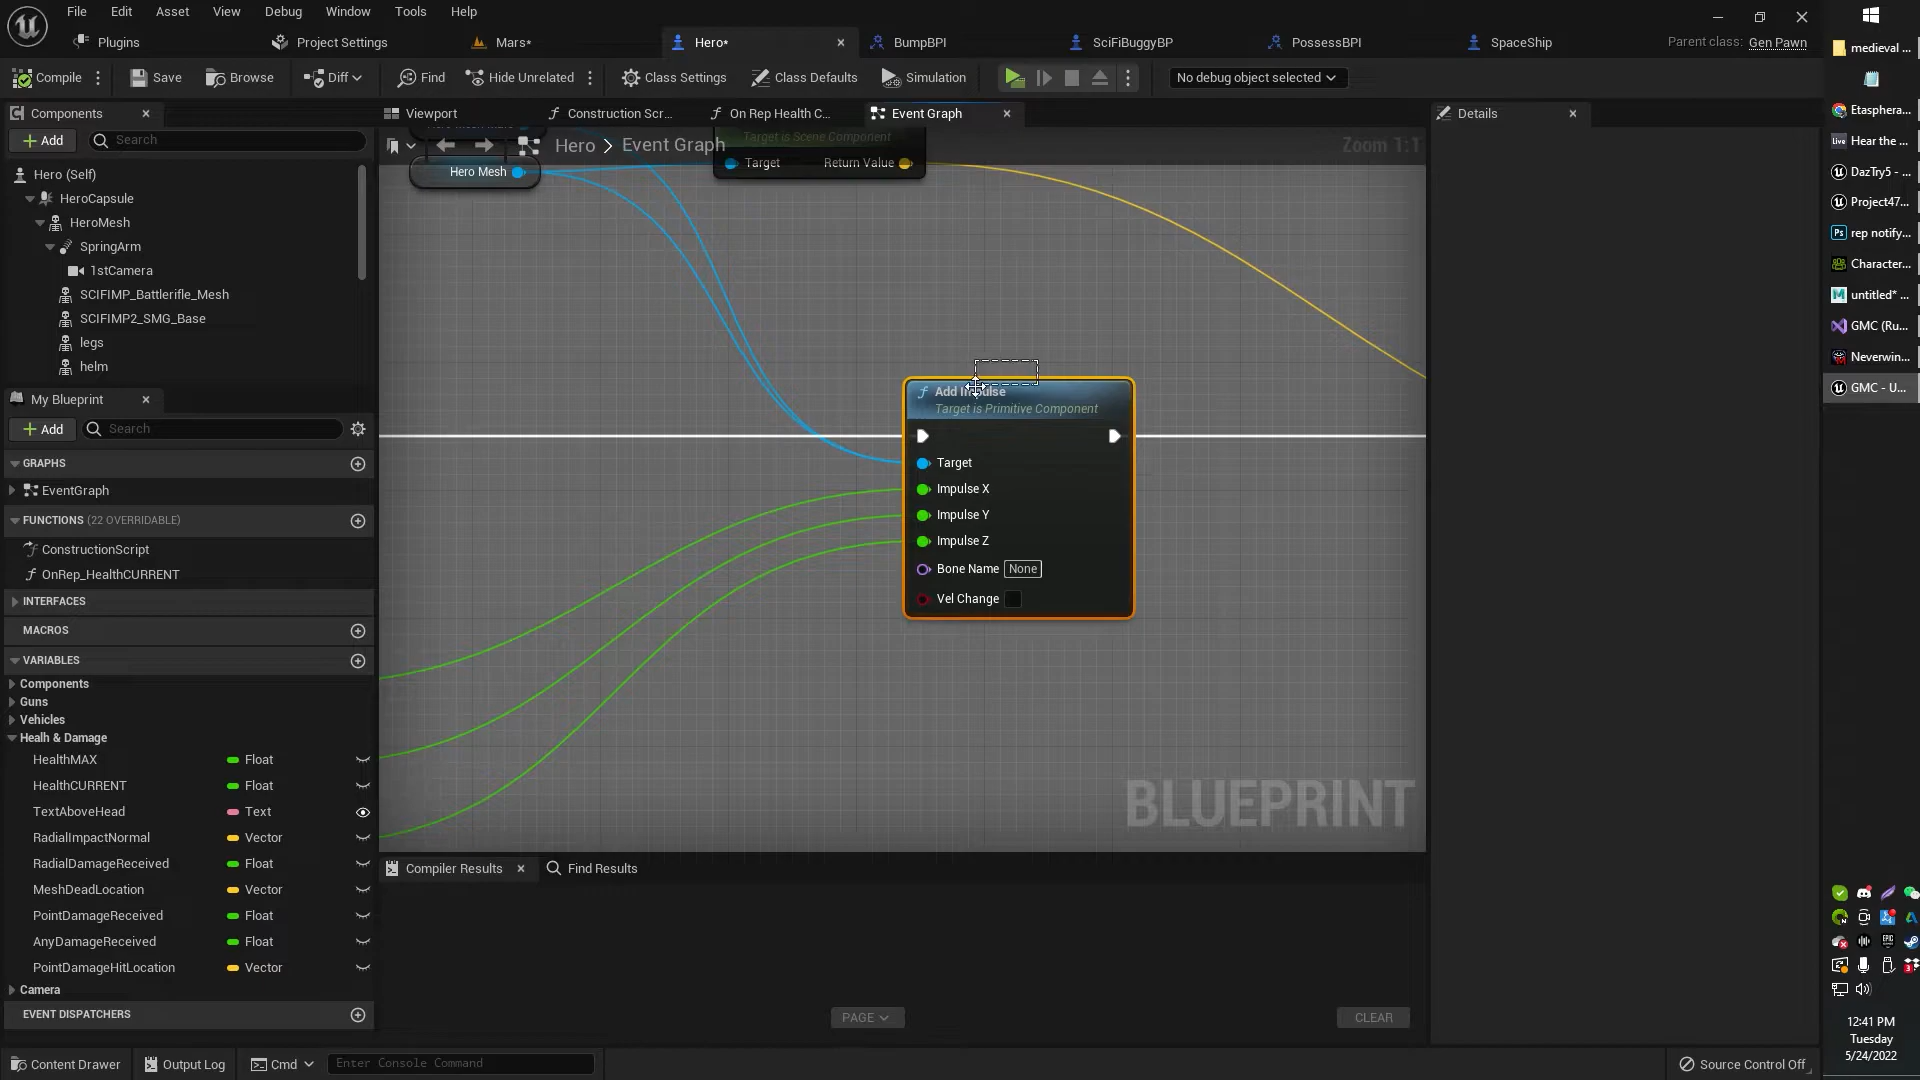 File Edit Asset View Debug Window Tools Help
Plugins Project Settings Mars* Hero* BumpBPI SciFiBuggyBP PossessBPI SpaceShip Parent class: Gen Pawn
Compile Save Browse Diff Find Hide Unrelated Class Settings Class Defaults Simulation No debug object selected
Components Viewport Construction Scr... On Rep Health C... Event Graph Details
Add Search
Hero > Event Graph Zoom 1:1
Target is Scene Component
Target Return Value
Hero Mesh
Hero (Self)
HeroCapsule
HeroMesh
SpringArm
1stCamera
SCIFIMP_Battlerifle_Mesh
SCIFIMP2_SMG_Base
legs
helm
My Blueprint
Add Search
GRAPHS
EventGraph
FUNCTIONS (22 OVERRIDABLE)
ConstructionScript
OnRep_HealthCURRENT
INTERFACES
MACROS
VARIABLES
Components
Guns
Vehicles
Healh & Damage
HealthMAX Float
HealthCURRENT Float
TextAboveHead Text
RadialImpactNormal Vector
RadialDamageReceived Float
MeshDeadLocation Vector
PointDamageReceived Float
AnyDamageReceived Float
PointDamageHitLocation Vector
Camera
EVENT DISPATCHERS
Add Impulse
Target is Primitive Component
Target
Impulse X
Impulse Y
Impulse Z
Bone Name None
Vel Change
BLUEPRINT
Compiler Results Find Results
PAGE CLEAR
Content Drawer Output Log Cmd Enter Console Command Source Control Off
medieval ...
Etasphera...
Hear the ...
DazTry5 - ...
Project47...
rep notify...
Character...
untitled* ...
GMC (Ru...
Neverwin...
GMC - U...
12:41 PM
Tuesday
5/24/2022